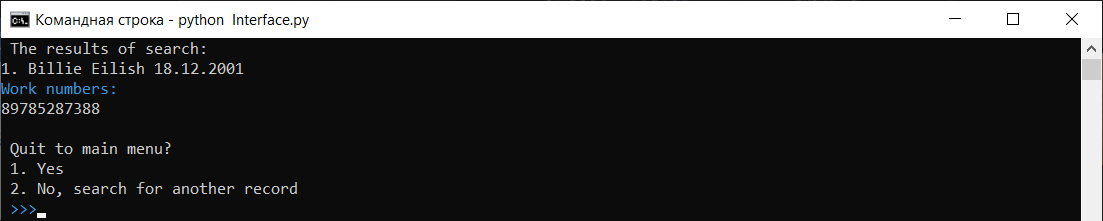 Командная строка - python  Interface.py
The results of search:
1. Billie Eilish 18.12.2001
Work numbers:
89785287388
Quit to main menu?
1. Yes
2. No, search for another record
>>>